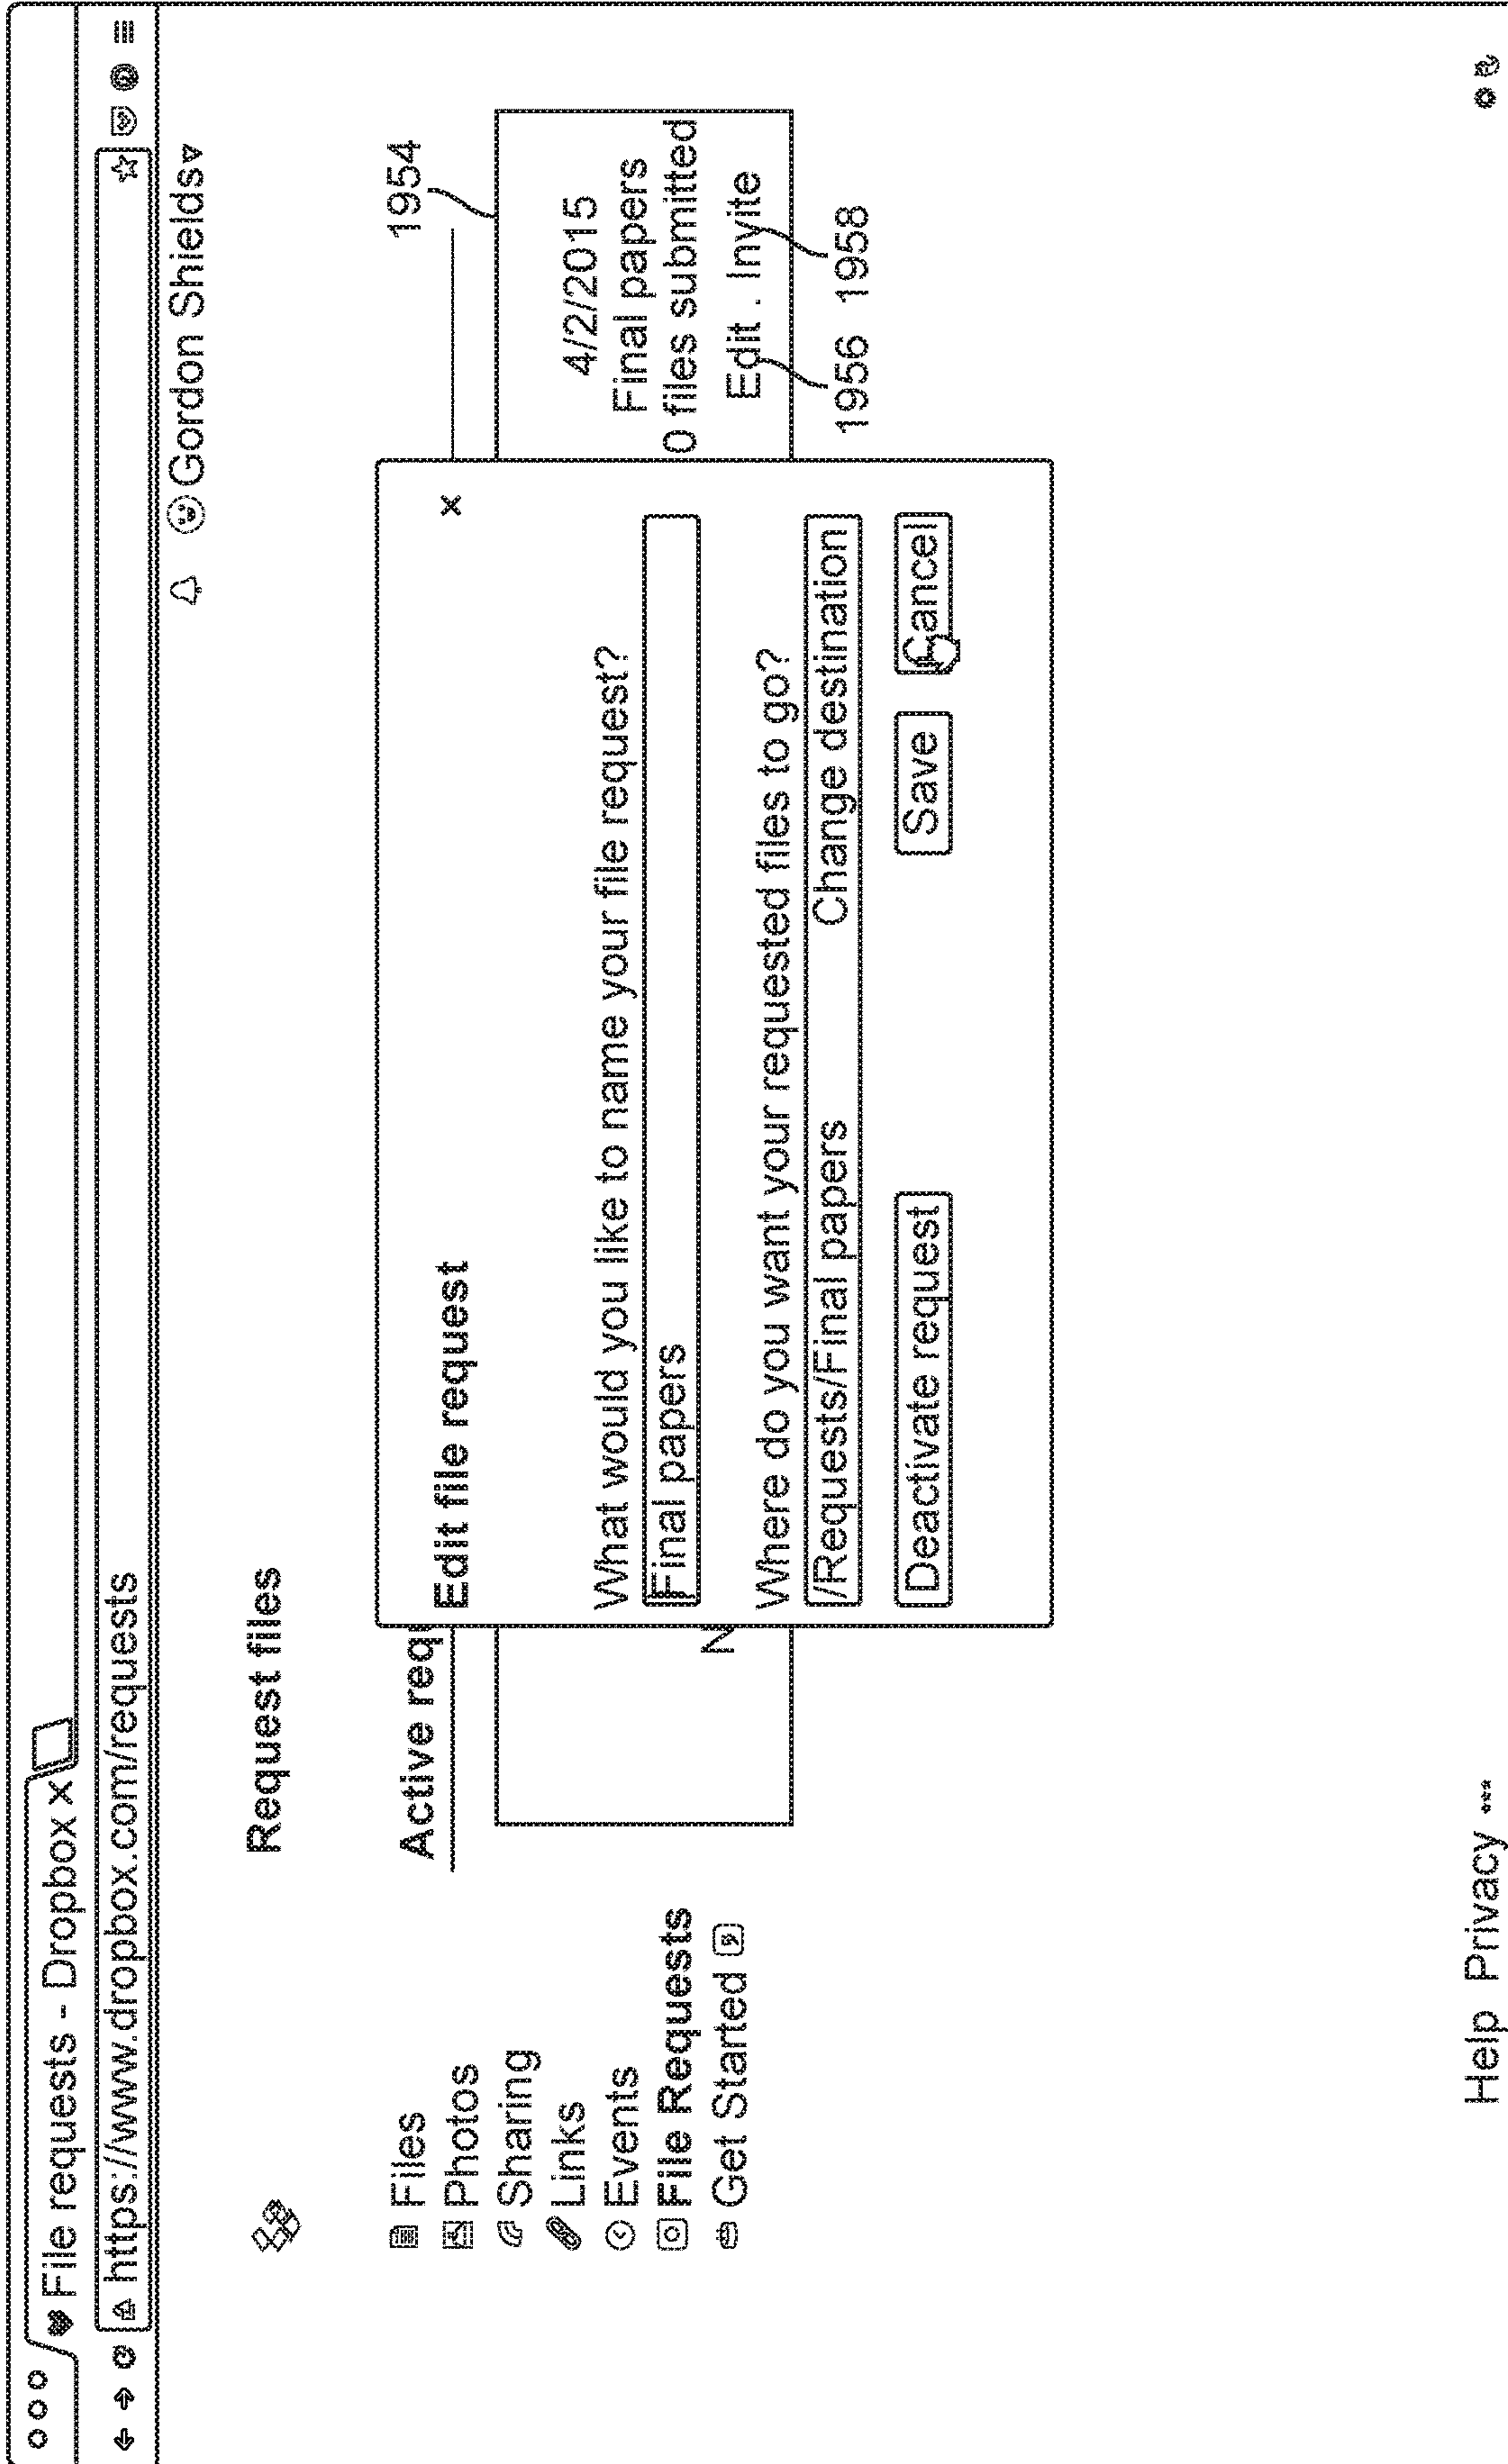 File requests - Dropbox x
https://www.dropbox.com/requests
Gordon Shields
Request files
Files
Photos
Sharing
Links
Events
File Requests
Get Started
Active requ
1954
Edit file request
x
What would you like to name your file request?
Final papers
Where do you want your requested files to go?
/Requests/Final papers Change destination
Deactivate request Save Cancel
N
4/2/2015
Final papers
0 files submitted
Edit . Invite
1956 1958
Help Privacy •••